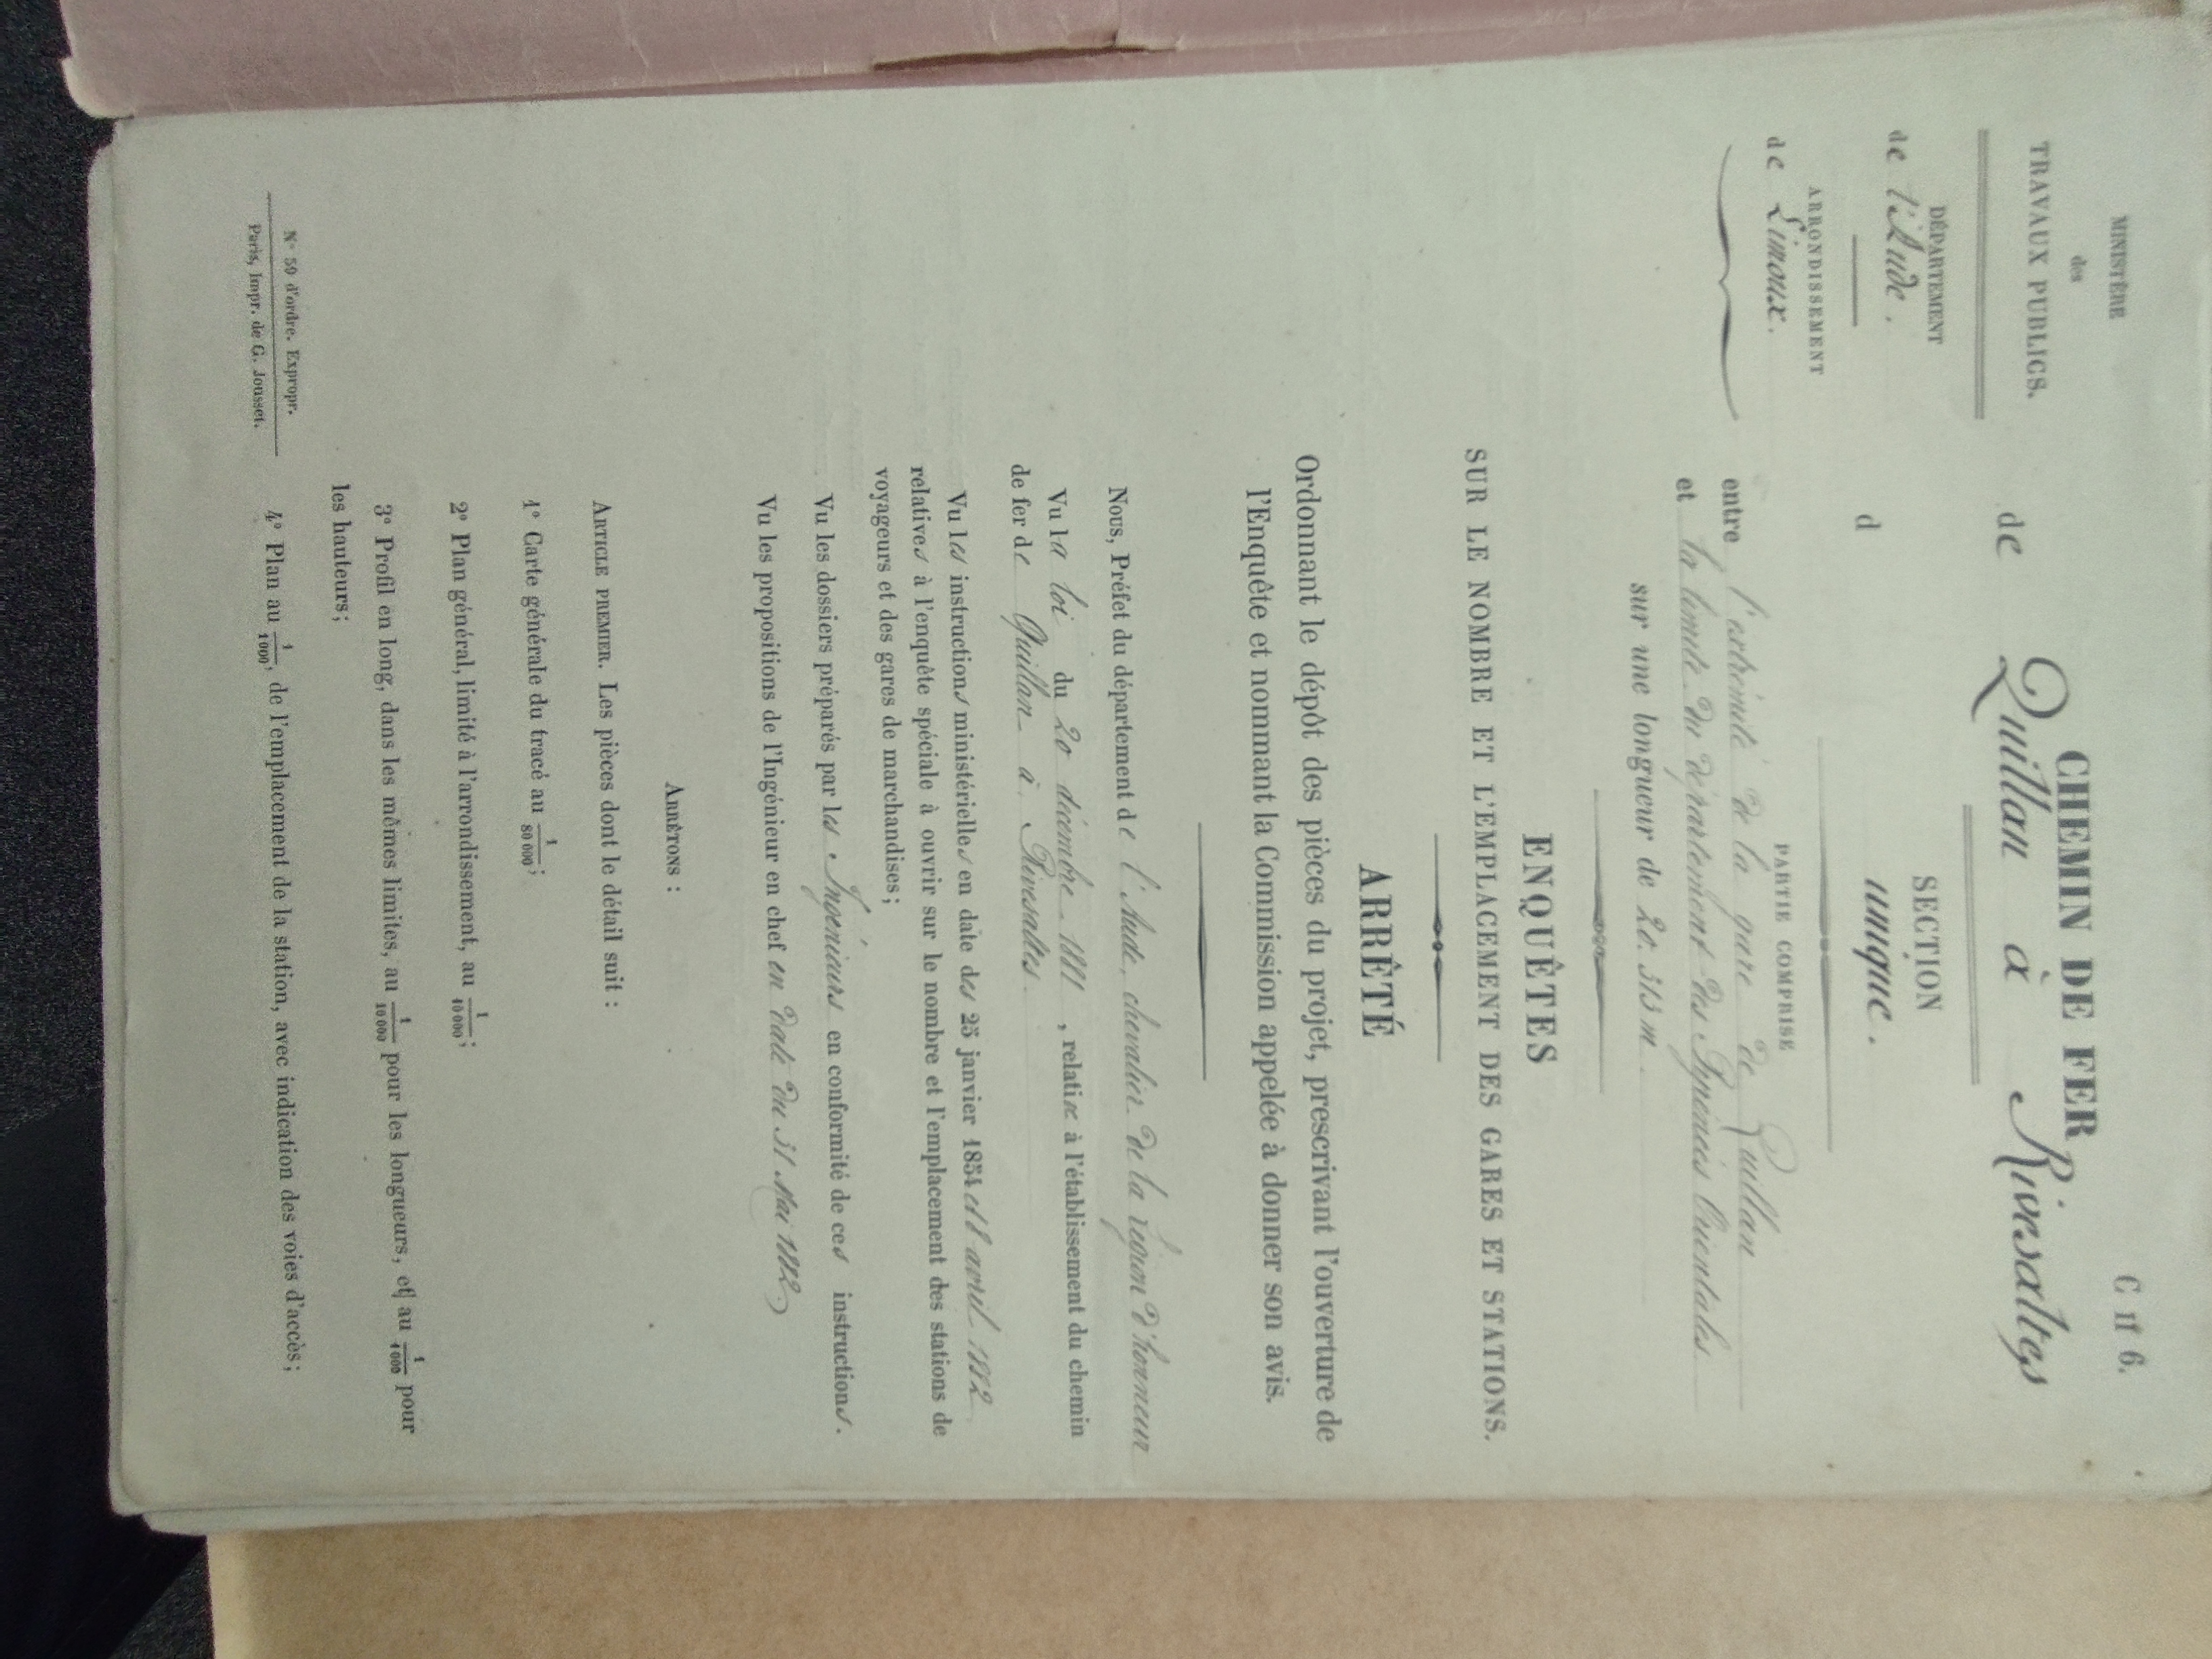 C II 6.
MINISTÈRE
des
TRAVAUX PUBLICS.
DÉPARTEMENT
de l'Aude.
ARRONDISSEMENT
de Limoux.
CHEMIN DE FER
de Quillan à Rivesaltes
SECTION
d unique.
PARTIE COMPRISE
entre l'extrémité de la gare de Quillan
et la limite du département des Pyrénées Orientales
sur une longueur de 20.313 m.
ENQUÊTES
SUR LE NOMBRE ET L'EMPLACEMENT DES GARES ET STATIONS.
ARRÊTÉ
Ordonnant le dépôt des pièces du projet, prescrivant l'ouverture de
l'Enquête et nommant la Commission appelée à donner son avis.
Nous, Préfet du département de l'Aude, chevalier de la Légion d'honneur
Vu la loi du 20 décembre 1881, relative à l'établissement du chemin
de fer de Quillan à Rivesaltes.
Vu les instructions ministérielles en date des 25 janvier 1854 et 8 avril 1882
relatives à l'enquête spéciale à ouvrir sur le nombre et l'emplacement des stations de
voyageurs et des gares de marchandises;
Vu les dossiers préparés par les Ingénieurs en conformité de ces instructions.
Vu les propositions de l'Ingénieur en chef en date du 31 Mai 1882,
ARRÊTONS :
ARTICLE PREMIER. Les pièces dont le détail suit :
1° Carte générale du tracé au 1/80 000;
2° Plan général, limité à l'arrondissement, au 1/10 000;
3° Profil en long, dans les mêmes limites, au 1/10 000 pour les longueurs, et au 1/1 000 pour
les hauteurs;
4° Plan au 1/1 000, de l'emplacement de la station, avec indication des voies d'accès;
N° 59 d'ordre. Expropr.
Paris, Impr. de G. Jousset.